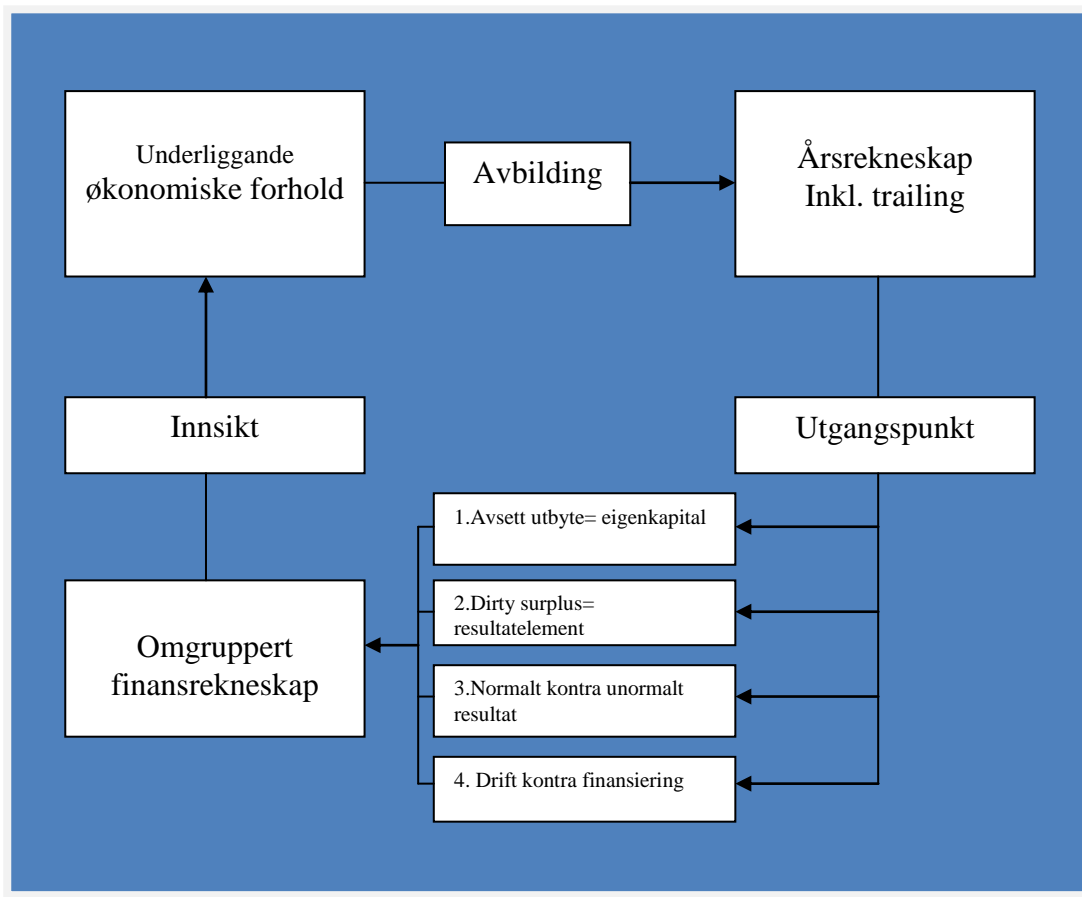 Underliggande
økonomiske forhold
Avbilding
Årsrekneskap
Inkl. trailing
Innsikt
Utgangspunkt
1.Avsett utbyte= eigenkapital
2.Dirty surplus=
resultatelement
3.Normalt kontra unormalt
resultat
4. Drift kontra finansiering
Omgruppert
finansrekneskap